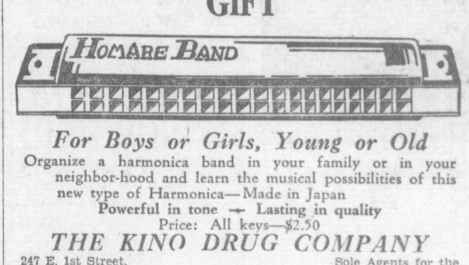 GIFT
HOMARE BAND
For Boys or Girls, Young or Old
Organize a harmonica band in your family or in your
neighbor-hood and learn the musical possibilities of this
new type of Harmonica—Made in Japan
Powerful in tone — Lasting in quality
Price: All keys—$2.50
THE KINO DRUG COMPANY
247 E. 1st Street. Sole Agents for the